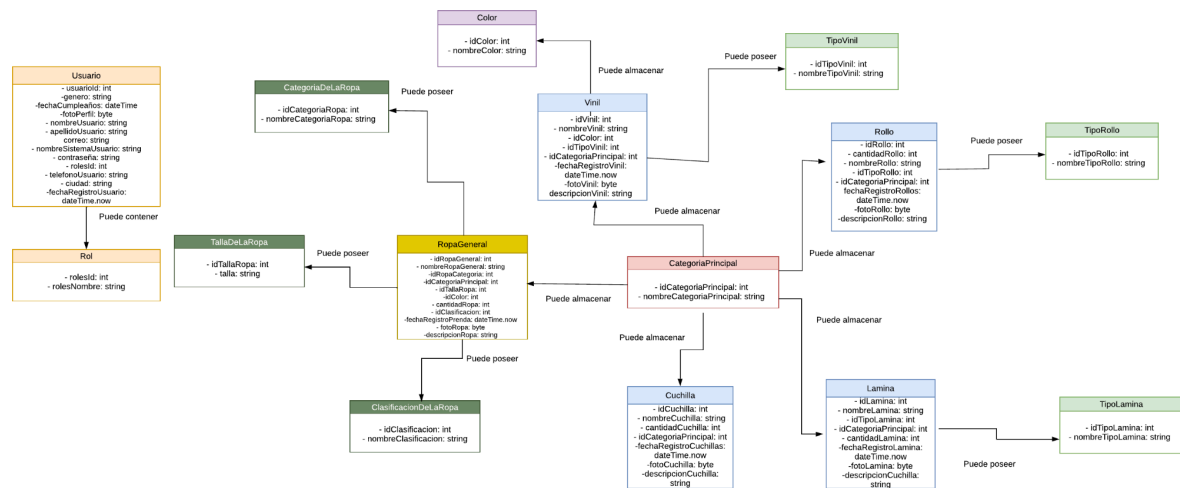 Color
- idColor: int
- nombreColor: string
TipoVinil
- idTipoVinil: int
- nombreTipoVinil: string
Puede poseer
Puede almacenar
Usuario
- usuarioId: int
- genero: string
-fechaCumpleaños: dateTime
-fotoPerfil: byte
- nombreUsuario: string
- apellidoUsuario: string
correo: string
- nombreSistemaUsuario: string
- contraseña: string
- rolesId: int
- telefonoUsuario: string
- ciudad: string
-fechaRegistroUsuario:
dateTime.now
CategoriaDeLaRopa
- idCategoriaRopa: int
- nombreCategoriaRopa: string
Puede poseer
Vinil
- idVinil: int
- nombreVinil: string
- idColor: int
- idTipoVinil: int
- idCategoriaPrincipal: int
-fechaRegistroVinil:
dateTime.now
-fotoVinil: byte
descripcionVinil: string
Rollo
- idRollo: int
- cantidadRollo: int
- nombreRollo: string
- idTipoRollo: int
- idCategoriaPrincipal: int
fechaRegistroRollos:
dateTime.now
-fotoRollo: byte
-descripcionRollo: string
Puede poseer
TipoRollo
- idTipoRollo: int
- nombreTipoRollo: string
Puede contener
Puede almacenar
Rol
- rolesId: int
- rolesNombre: string
TallaDeLaRopa
- idTallaRopa: int
- talla: string
Puede poseer
RopaGeneral
- idRopaGeneral: int
- nombreRopaGeneral: string
-idRopaCategoria: int
-idCategoriaPrincipal: int
- idTallaRopa: int
-idColor: int
- cantidadRopa: int
- idClasificacion: int
-fechaRegistroPrenda: dateTime.now
- fotoRopa: byte
-descripcionRopa: string
Puede almacenar
CategoriaPrincipal
- idCategoriaPrincipal: int
- nombreCategoriaPrincipal: string
Puede almacenar
Puede almacenar
Puede almacenar
Puede poseer
ClasificacionDeLaRopa
- idClasificacion: int
- nombreClasificacion: string
Cuchilla
- idCuchilla: int
- nombreCuchilla: string
- cantidadCuchilla: int
- idCategoriaPrincipal: int
-fechaRegistroCuchillas:
dateTime.now
-fotoCuchilla: byte
-descripcionCuchilla:
string
Lamina
- idLamina: int
- nombreLamina: string
- idTipoLamina: int
- idCategoriaPrincipal: int
- cantidadLamina: int
-fechaRegistroLamina:
dateTime.now
-fotoLamina: byte
-descripcionCuchilla:
string
Puede poseer
TipoLamina
- idTipoLamina: int
- nombreTipoLamina: string